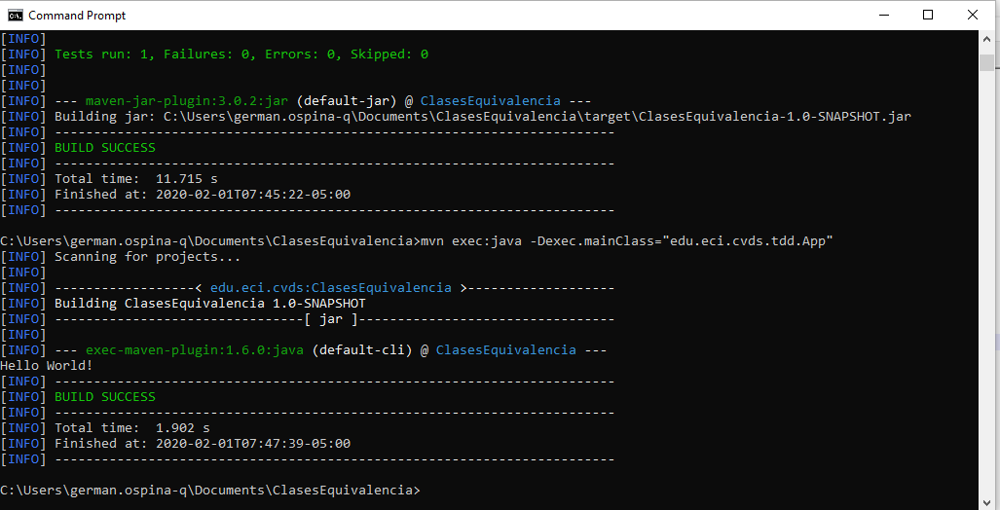 Command Prompt
[INFO]
[INFO] Tests run: 1, Failures: 0, Errors: 0, Skipped: 0
[INFO]
[INFO]
[INFO] --- maven-jar-plugin:3.0.2:jar (default-jar) @ ClasesEquivalencia ---
[INFO] Building jar: C:\Users\german.ospina-q\Documents\ClasesEquivalencia\target\ClasesEquivalencia-1.0-SNAPSHOT.jar
[INFO] ------------------------------------------------------------------------
[INFO] BUILD SUCCESS
[INFO] ------------------------------------------------------------------------
[INFO] Total time:  11.715 s
[INFO] Finished at: 2020-02-01T07:45:22-05:00
[INFO] ------------------------------------------------------------------------
C:\Users\german.ospina-q\Documents\ClasesEquivalencia>mvn exec:java -Dexec.mainClass="edu.eci.cvds.tdd.App"
[INFO] Scanning for projects...
[INFO]
[INFO] ------------------< edu.eci.cvds:ClasesEquivalencia >-------------------
[INFO] Building ClasesEquivalencia 1.0-SNAPSHOT
[INFO] --------------------------------[ jar ]---------------------------------
[INFO]
[INFO] --- exec-maven-plugin:1.6.0:java (default-cli) @ ClasesEquivalencia ---
Hello World!
[INFO] ------------------------------------------------------------------------
[INFO] BUILD SUCCESS
[INFO] ------------------------------------------------------------------------
[INFO] Total time:  1.902 s
[INFO] Finished at: 2020-02-01T07:47:39-05:00
[INFO] ------------------------------------------------------------------------
C:\Users\german.ospina-q\Documents\ClasesEquivalencia>